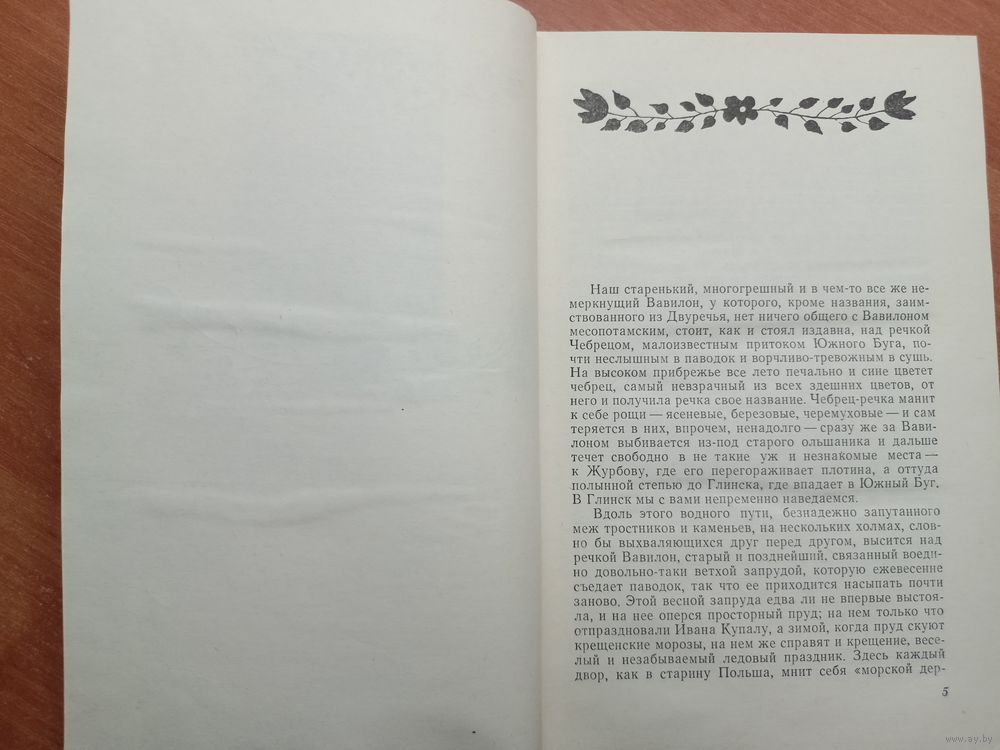 Наш старенький, многогрешный и в чем-то все же не-
меркнущий Вавилон, у которого, кроме названия, заим-
ствованного из Двуречья, нет ничего общего с Вавилоном
месопотамским, стоит, как и стоял издавна, над речкой
Чебрецом, малоизвестным притоком Южного Буга, по-
чти неслышным в паводок и ворчливо-тревожным в сушь.
На высоком прибрежье все лето печально и сине цветет
чебрец, самый невзрачный из всех здешних цветов, от
него и получила речка свое название. Чебрец-речка манит
к себе рощи — ясеневые, березовые, черемуховые — и сам
теряется в них, впрочем, ненадолго — сразу же за Вави-
лоном выбивается из-под старого ольшаника и дальше
течет свободно в не такие уж и незнакомые места —
к Журбову, где его перегораживает плотина, а оттуда
полынной степью до Глинска, где впадает в Южный Буг.
В Глинск мы с вами непременно наведаемся.
Вдоль этого водного пути, безнадежно запутанного
меж тростников и каменьев, на нескольких холмах, слов-
но бы выхваляющихся друг перед другом, высится над
речкой Вавилон, старый и позднейший, связанный воеди-
но довольно-таки ветхой запрудой, которую ежевесенне
съедает паводок, так что ее приходится насыпать почти
заново. Этой весной запруда едва ли не впервые выстоя-
ла, и на нее оперся просторный пруд; на нем только что
отпраздновали Ивана Купалу, а зимой, когда пруд скуют
крещенские морозы, на нем же справят и крещение, весе-
лый и незабываемый ледовый праздник. Здесь каждый
двор, как в старину Польша, мнит себя «морской дер-
5
www.ay.by